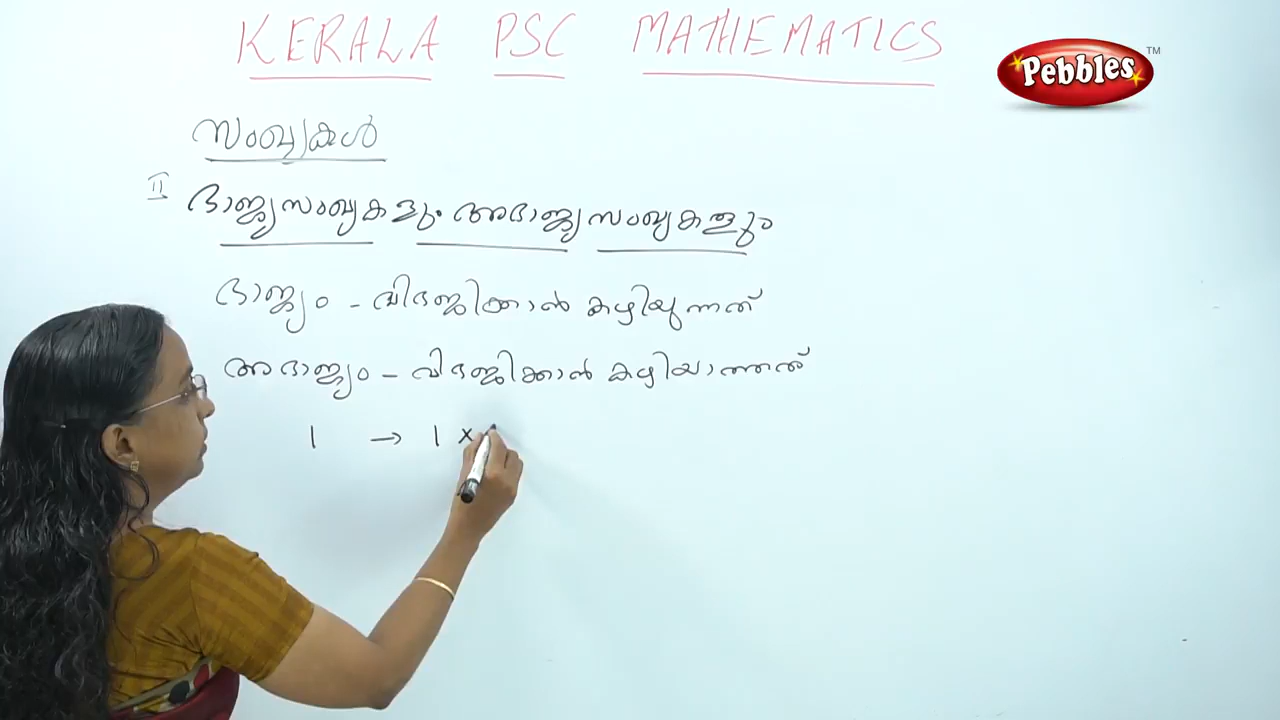 KERALA PSC MATHEMATICS
Pebbles TM
സംഖ്യകൾ
II ഭാജ്യസംഖ്യകളും അഭാജ്യസംഖ്യകളും
ഭാജ്യം - വിഭജിക്കാൻ കഴിയുന്നത്
അഭാജ്യം - വിഭജിക്കാൻ കഴിയാത്തത്
1 → 1 ×